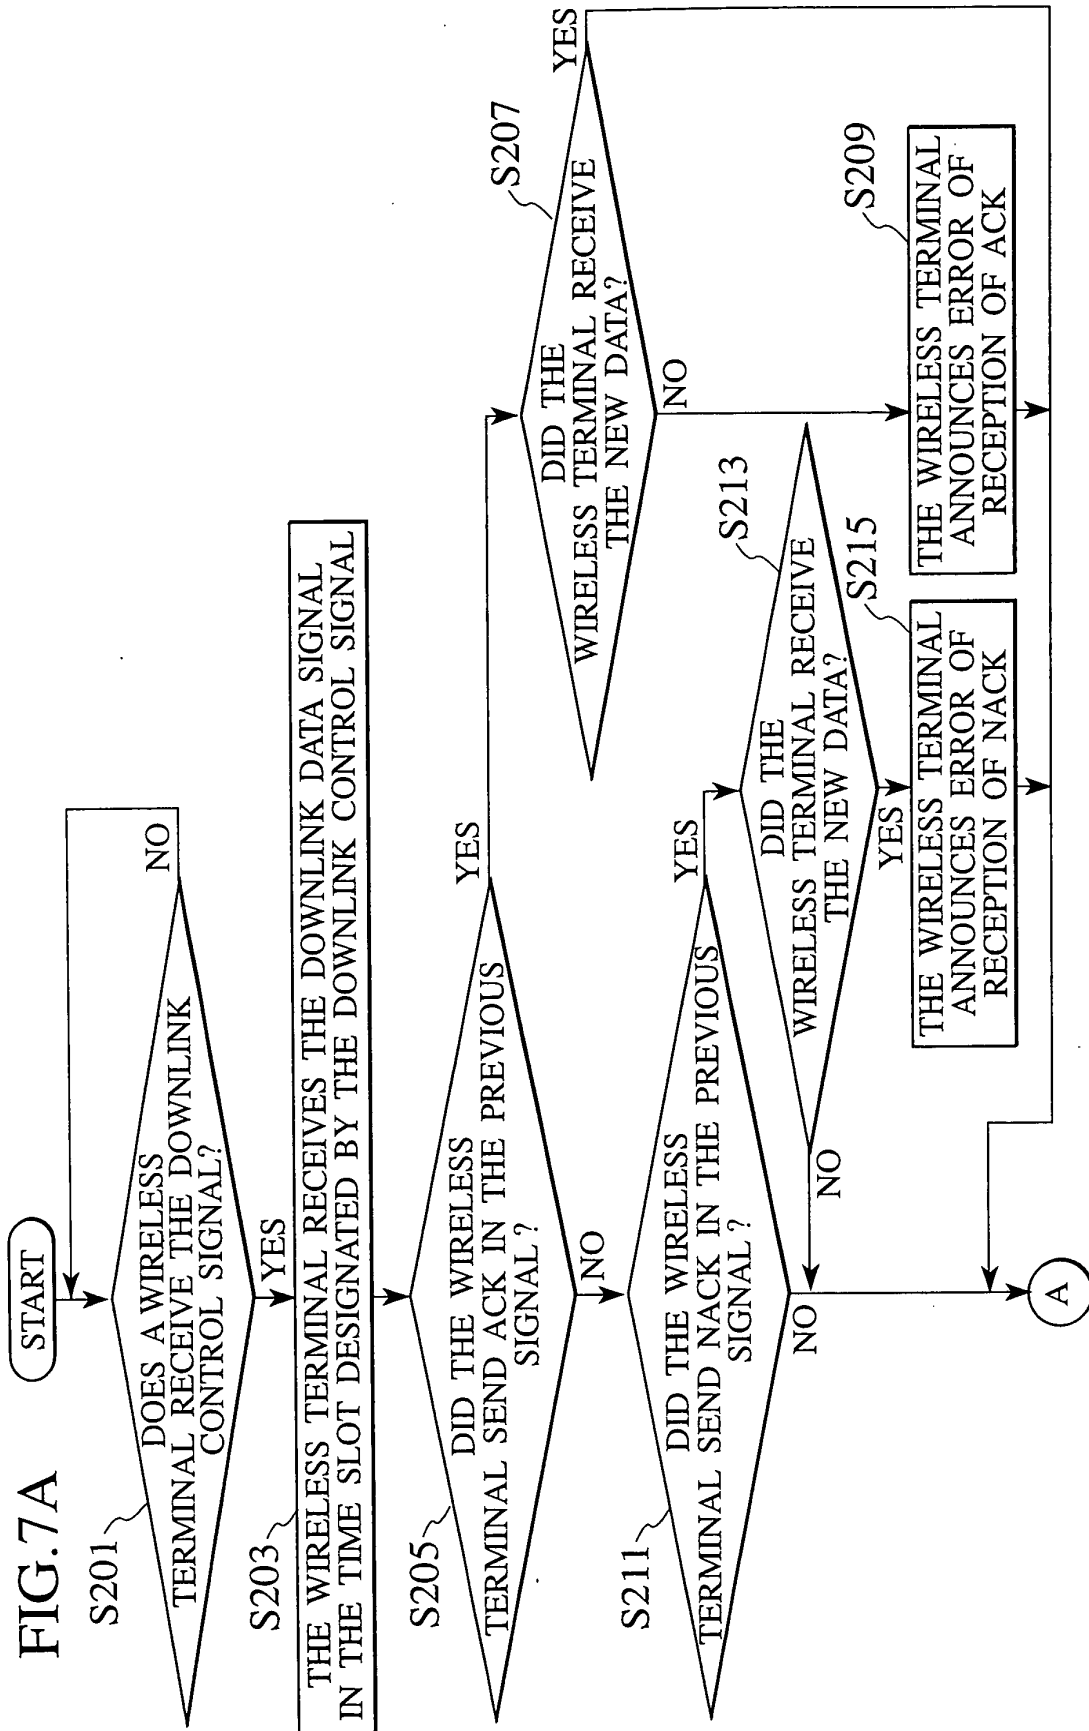 FIG.7A
START
S201
DOES A WIRELESS
TERMINAL RECEIVE THE DOWNLINK
CONTROL SIGNAL?
NO
YES
S203
THE WIRELESS TERMINAL RECEIVES THE DOWNLINK DATA SIGNAL
IN THE TIME SLOT DESIGNATED BY THE DOWNLINK CONTROL SIGNAL
S205
DID THE WIRELESS
TERMINAL SEND ACK IN THE PREVIOUS
SIGNAL?
YES
NO
S207
DID THE
WIRELESS TERMINAL RECEIVE
THE NEW DATA?
YES
NO
S211
DID THE WIRELESS
TERMINAL SEND NACK IN THE PREVIOUS
SIGNAL?
YES
NO
S213
DID THE
WIRELESS TERMINAL RECEIVE
THE NEW DATA?
NO
YES
S215
THE WIRELESS TERMINAL
ANNOUNCES ERROR OF
RECEPTION OF NACK
S209
THE WIRELESS TERMINAL
ANNOUNCES ERROR OF
RECEPTION OF ACK
A